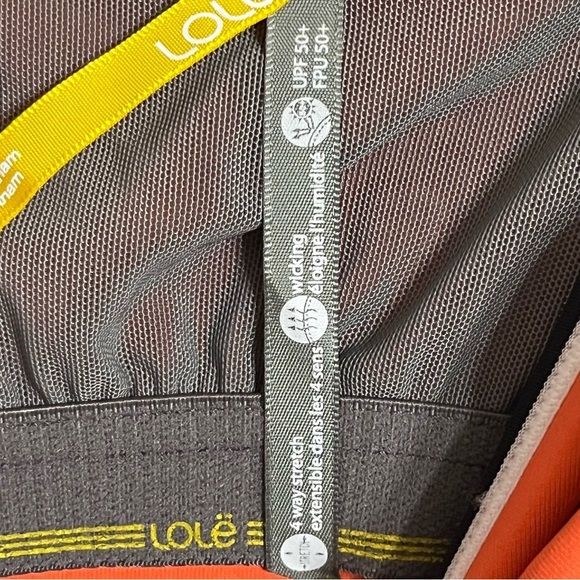 LOLË
nam
nam
UPF 50+
FPU 50+
wicking
éloigne l'humidité
4 way stretch
extensible dans les 4 sens
LOLË